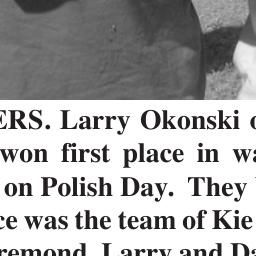 ERS. Larry Okonski
won first place in
on Polish Day. They
ce was the team of Kie
remond, Larry and Da